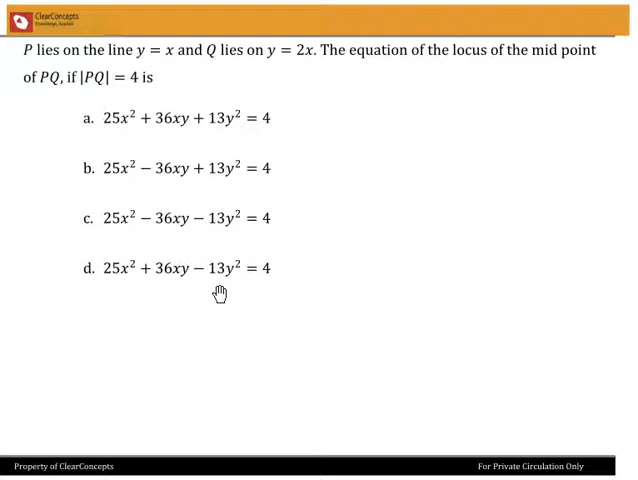 ClearConcepts
Knowledge, Applied
P lies on the line y = x and Q lies on y = 2x. The equation of the locus of the mid point
of PQ, if |PQ| = 4 is
a. 25x² + 36xy + 13y² = 4
b. 25x² − 36xy + 13y² = 4
c. 25x² − 36xy − 13y² = 4
d. 25x² + 36xy − 13y² = 4
Property of ClearConcepts
For Private Circulation Only